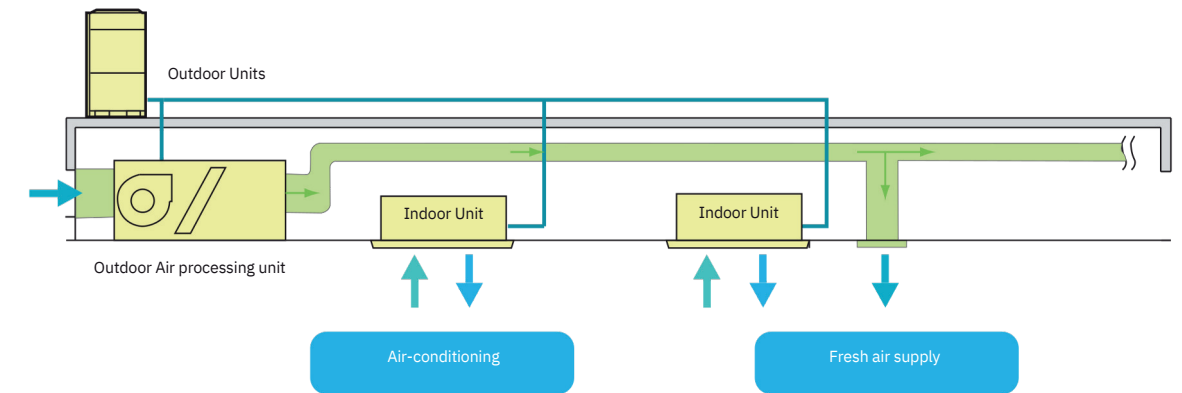 Outdoor Units
Indoor Unit
Indoor Unit
Outdoor Air processing unit
Air-conditioning
Fresh air supply